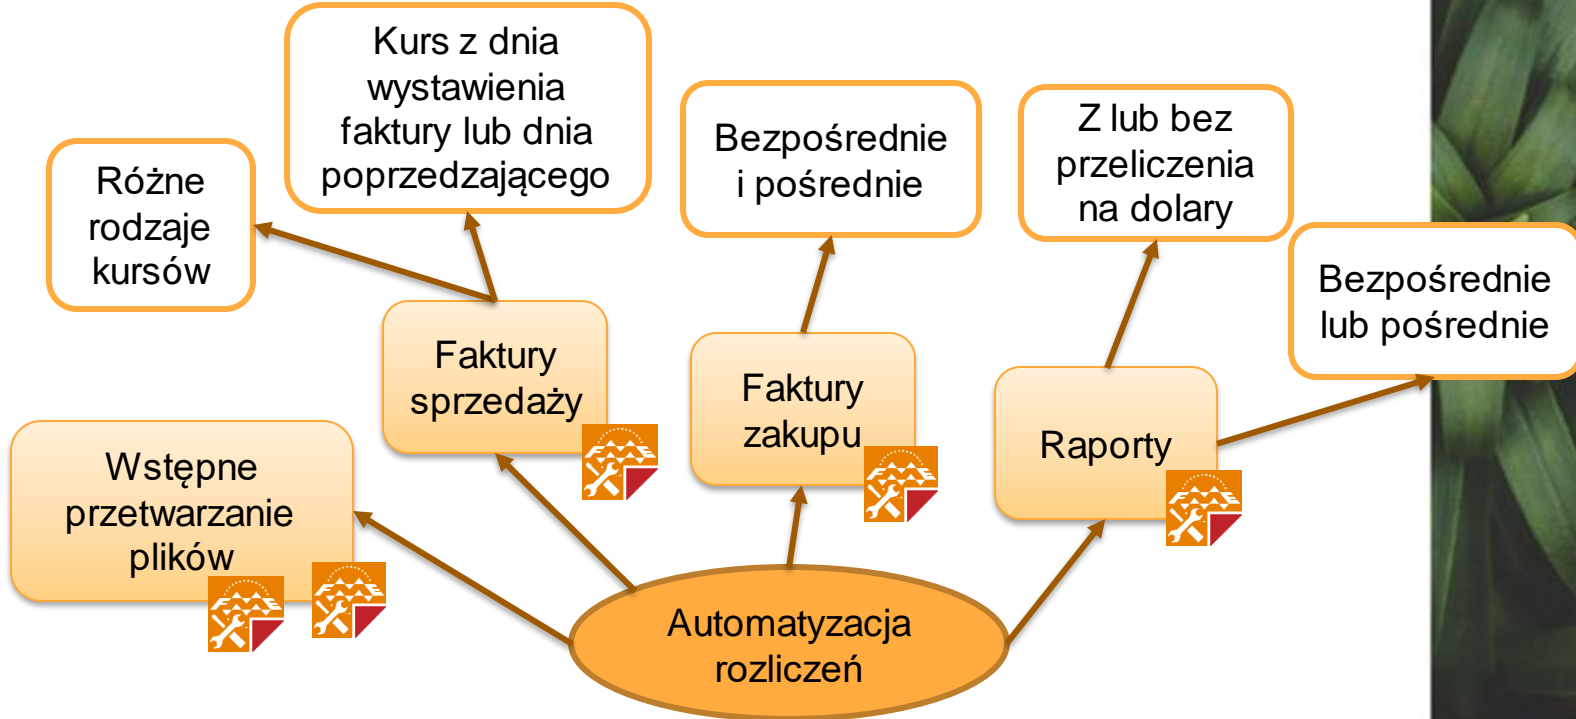 Kurs z dnia
wystawienia
faktury lub dnia
poprzedzającego
Różne
rodzaje
kursów
Bezpośrednie
i pośrednie
Z lub bez
przeliczenia
na dolary
Bezpośrednie
lub pośrednie
Faktury
sprzedaży
Faktury
zakupu
Raporty
Wstępne
przetwarzanie
plików
Automatyzacja
rozliczeń